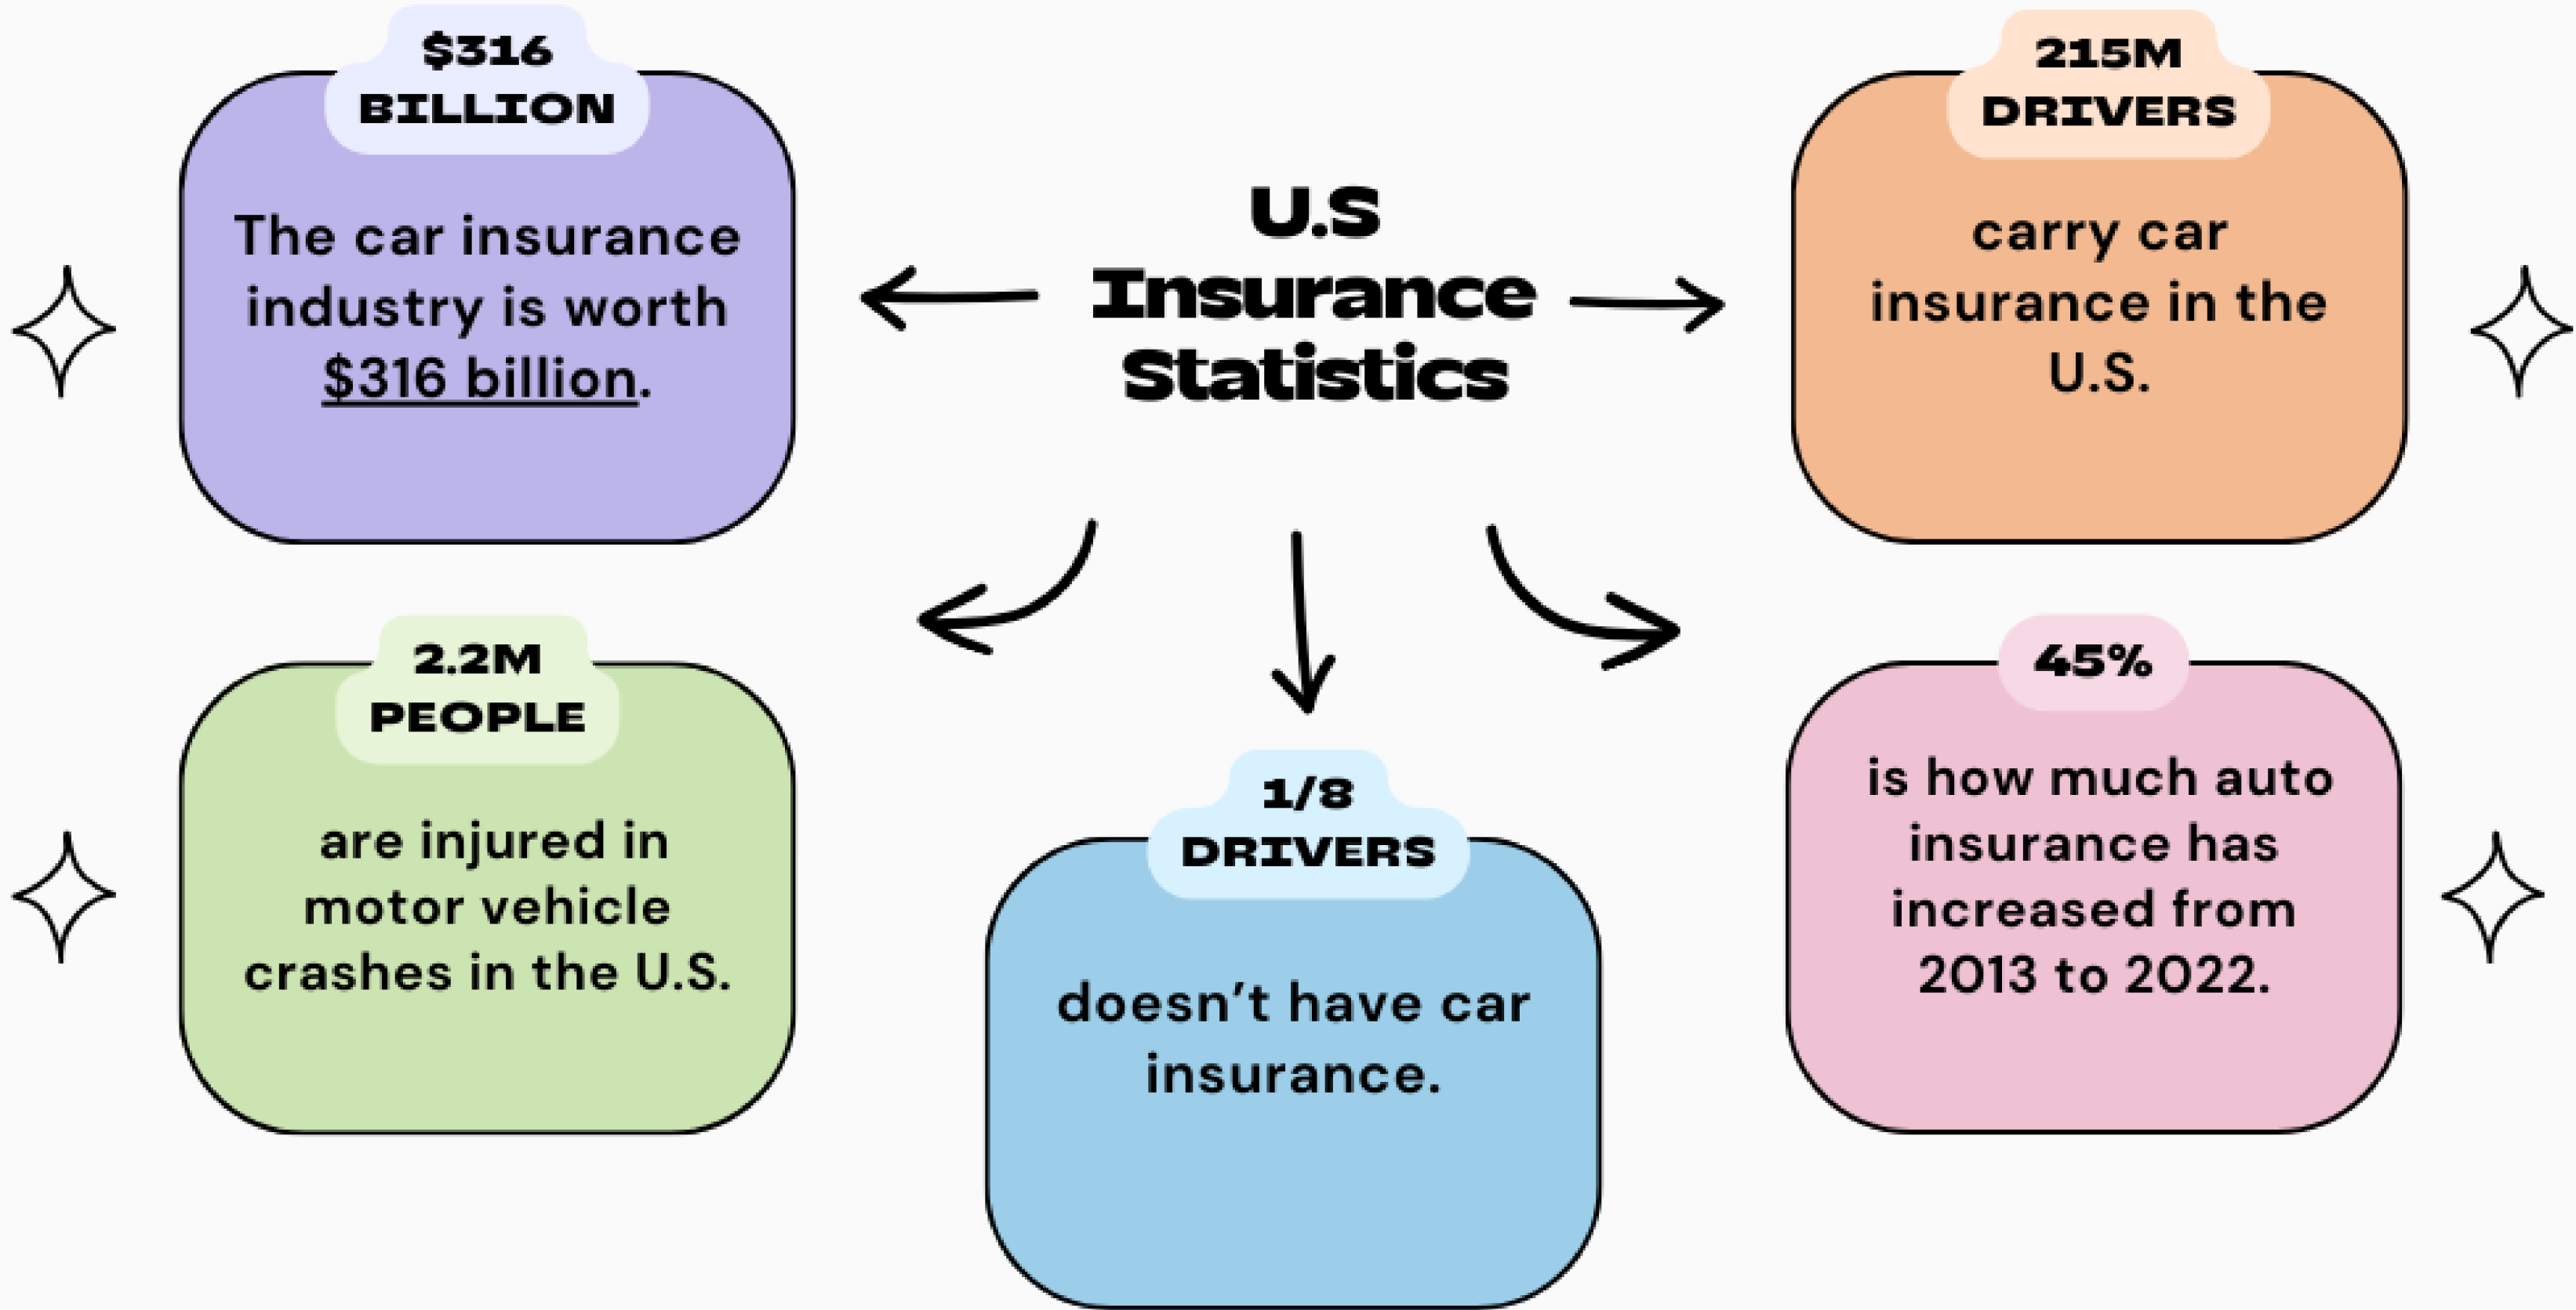 U.S
Insurance
Statistics
$316
BILLION
The car insurance
industry is worth
$316 billion.
215M
DRIVERS
carry car
insurance in the
U.S.
2.2M
PEOPLE
are injured in
motor vehicle
crashes in the U.S.
1/8
DRIVERS
doesn’t have car
insurance.
45%
is how much auto
insurance has
increased from
2013 to 2022.